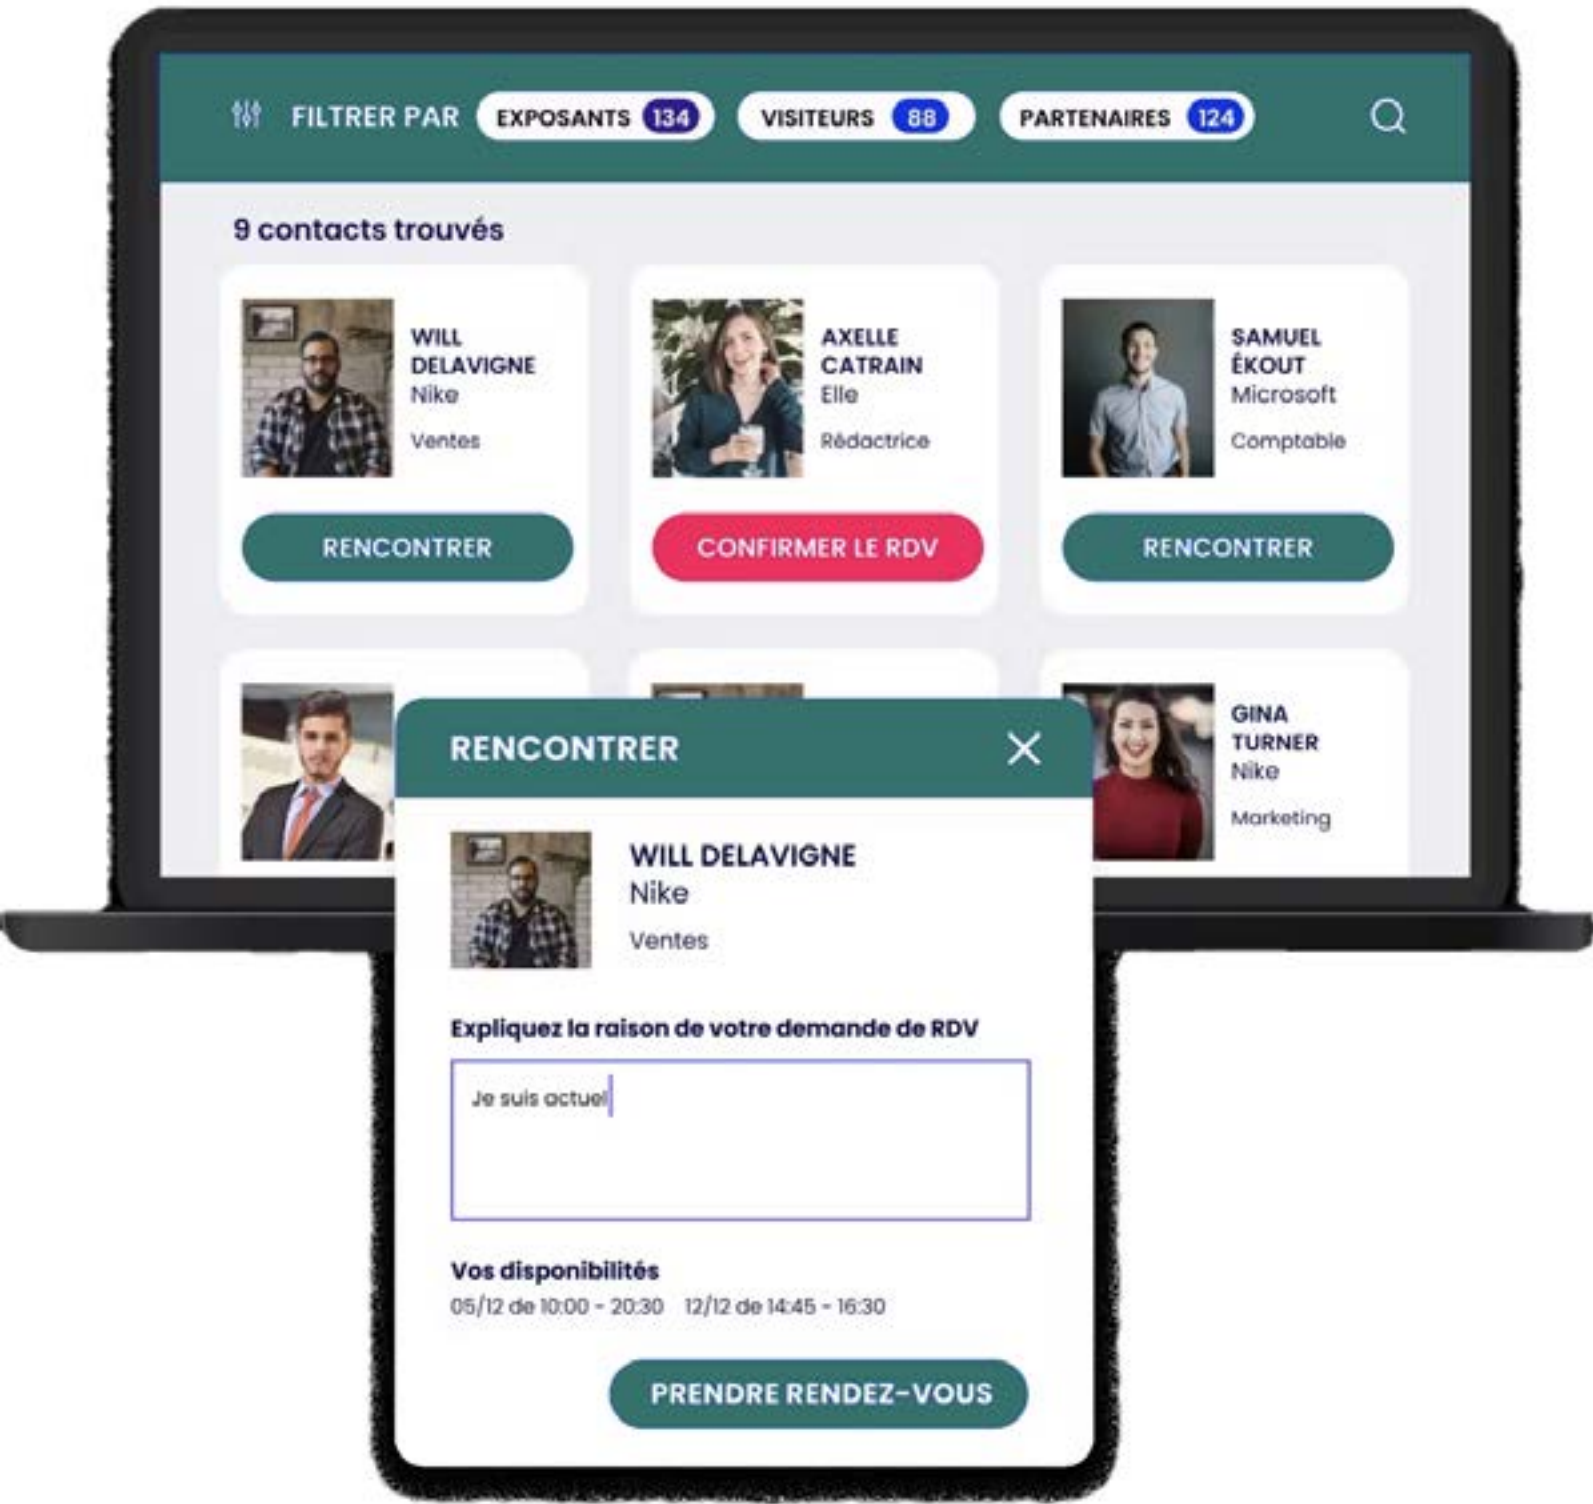 FILTRER PAR EXPOSANTS 134 VISITEURS 88 PARTENAIRES 124
9 contacts trouvés
WILL
DELAVIGNE
Nike
Ventes
RENCONTRER
AXELLE
CATRAIN
Elle
Rédactrice
CONFIRMER LE RDV
SAMUEL
ÉKOUT
Microsoft
Comptable
RENCONTRER
GINA
TURNER
Nike
Marketing
RENCONTRER
WILL DELAVIGNE
Nike
Ventes
Expliquez la raison de votre demande de RDV
Je suis actuel
Vos disponibilités
05/12 de 10:00 - 20:30 12/12 de 14:45 - 16:30
PRENDRE RENDEZ-VOUS